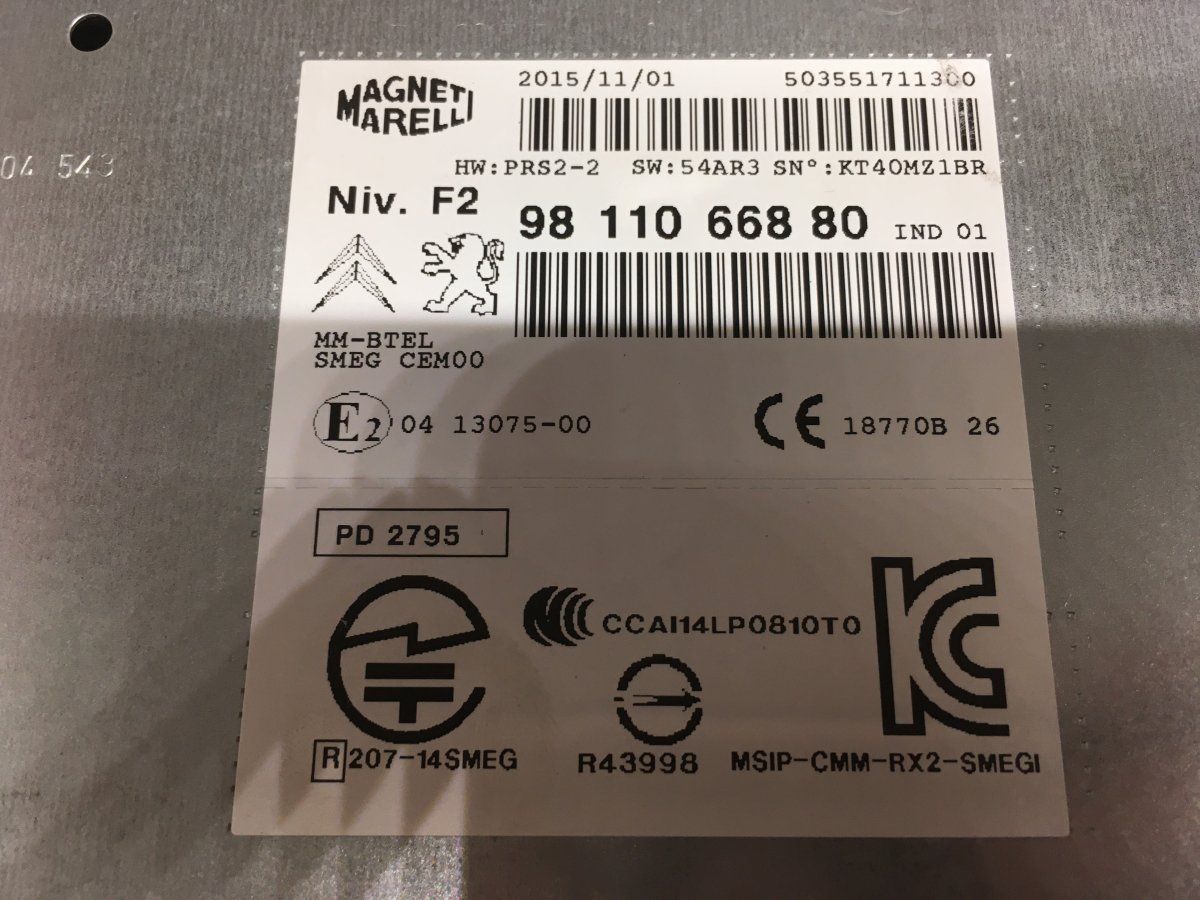 MAGNETI
MARELLI
2015/11/01 503551711300
HW:PRS2-2 SW:54AR3 SN°:KT40MZ1BR
04 543
Niv. F2
98 110 668 80 IND 01
MM-BTEL
SMEG CEM00
E2 04 13075-00
CE 18770B 26
PD 2795
CCC CCAI14LP0810T0
KC
R 207-14SMEG
R43998
MSIP-CMM-RX2-SMEGI